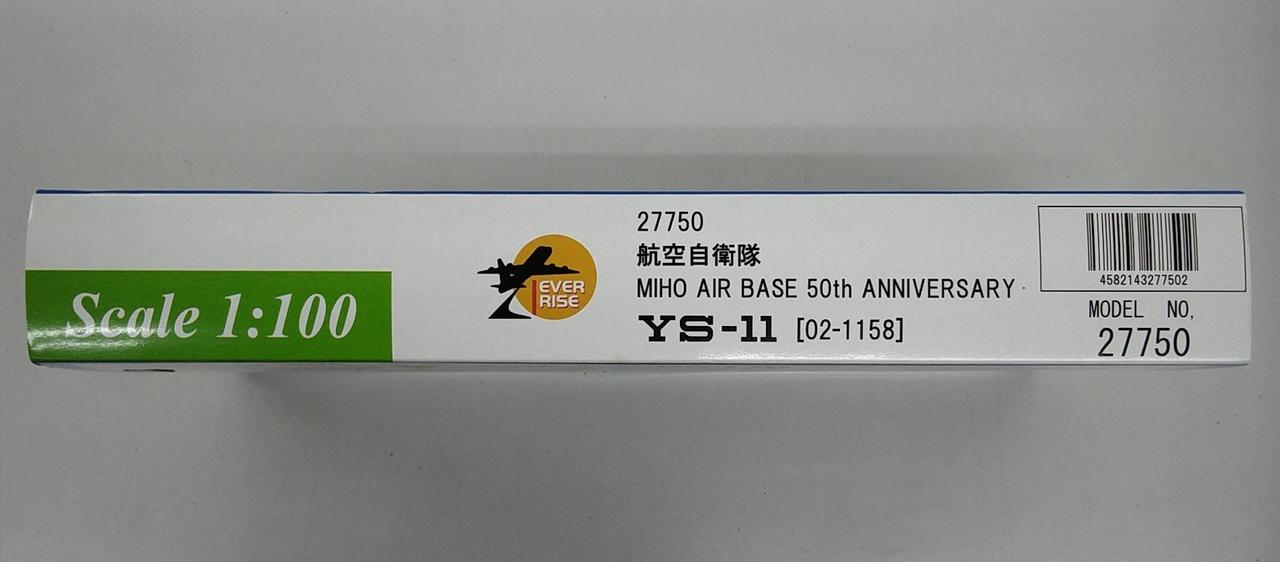 Scale 1:100
EVER
RISE
27750
航空自衛隊
MIHO AIR BASE 50th ANNIVERSARY
YS-11 [02-1158]
4582143277502
MODEL NO,
27750